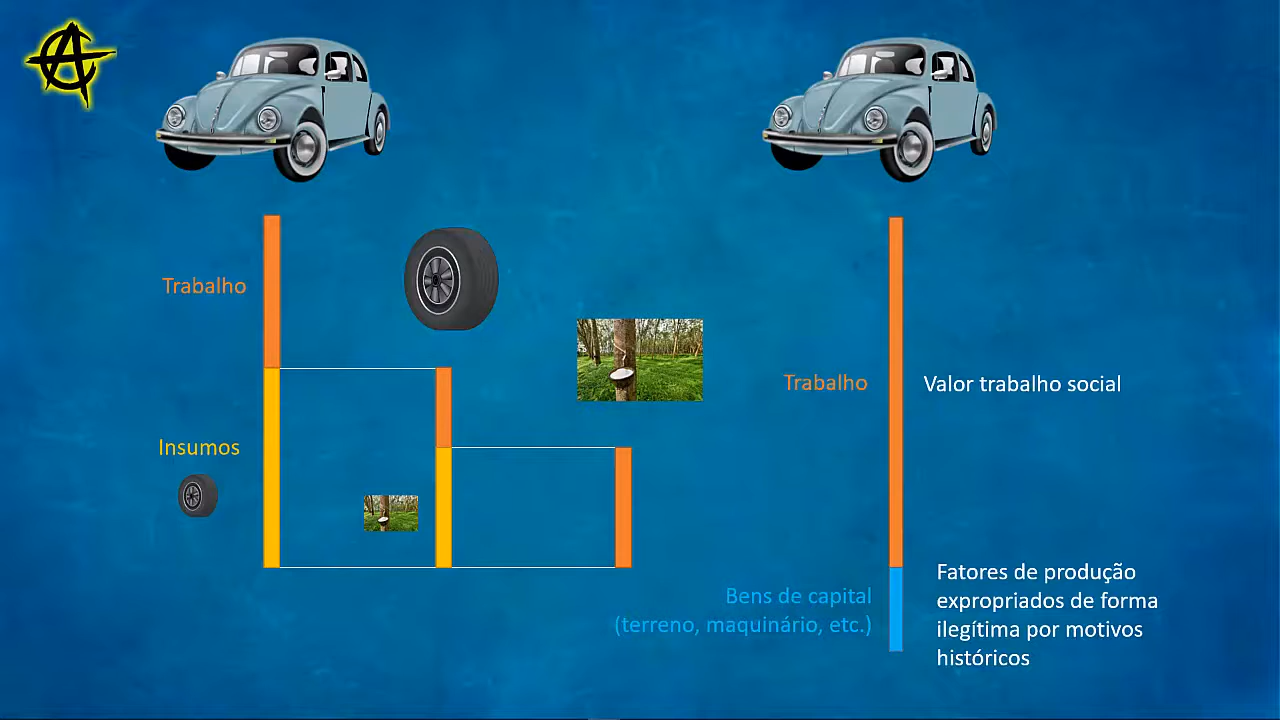 Trabalho
Insumos
Trabalho
Valor trabalho social
Bens de capital
(terreno, maquinário, etc.)
Fatores de produção
expropriados de forma
ilegítima por motivos
históricos